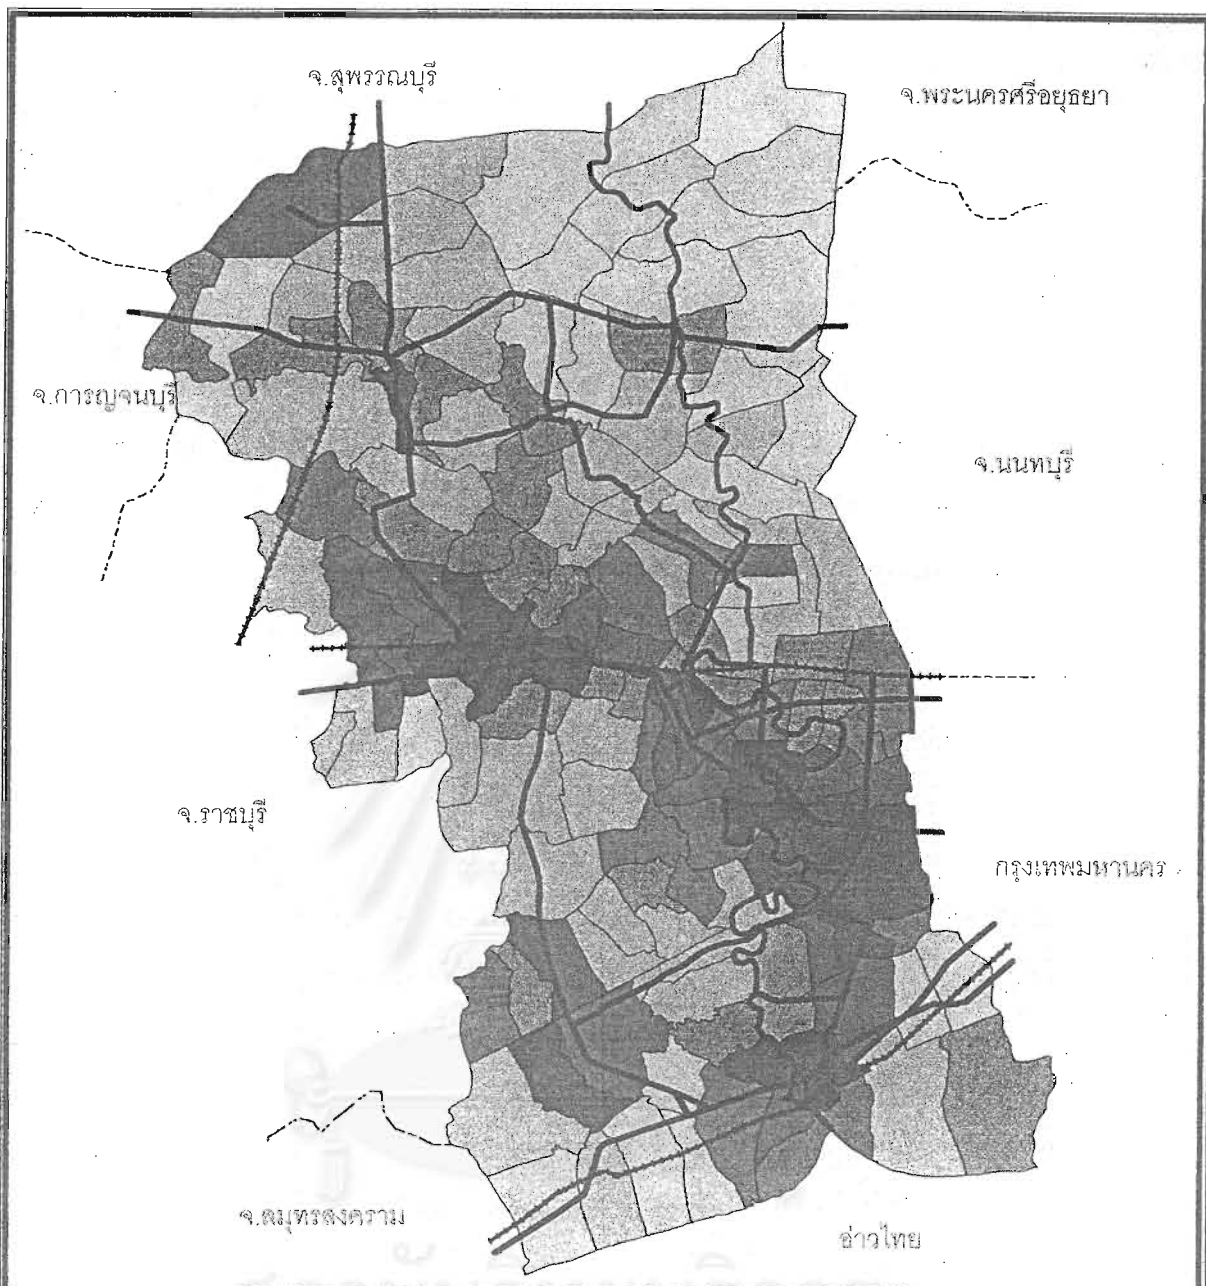 จ.สุพรรณบุรี
จ.พระนครศรีอยุธยา
จ.กาญจนบุรี
จ.นนทบุรี
จ.ราชบุรี
กรุงเทพมหานคร
จ.สมุทรสงคราม
อ่าวไทย